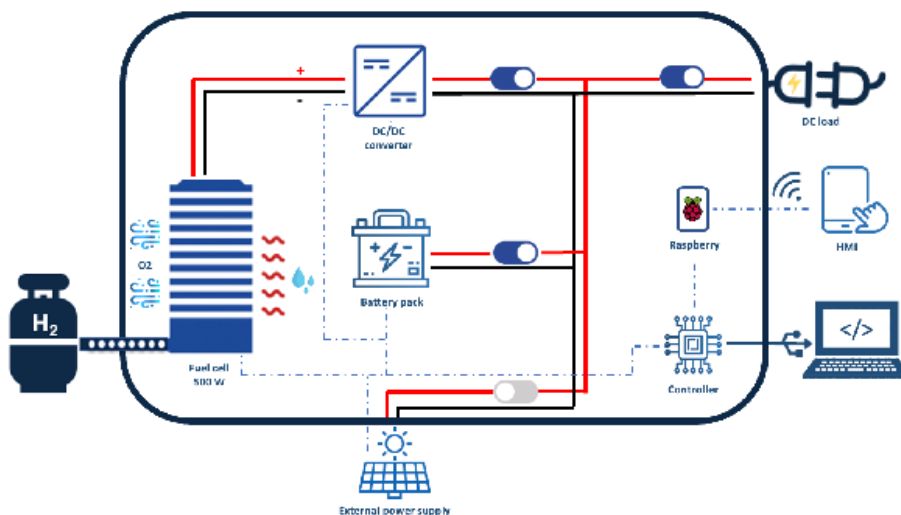 +
-
DC/DC
converter
DC load
O2
Raspberry
HMI
H2
Battery pack
</>
Fuel cell
500 W
Controller
External power supply